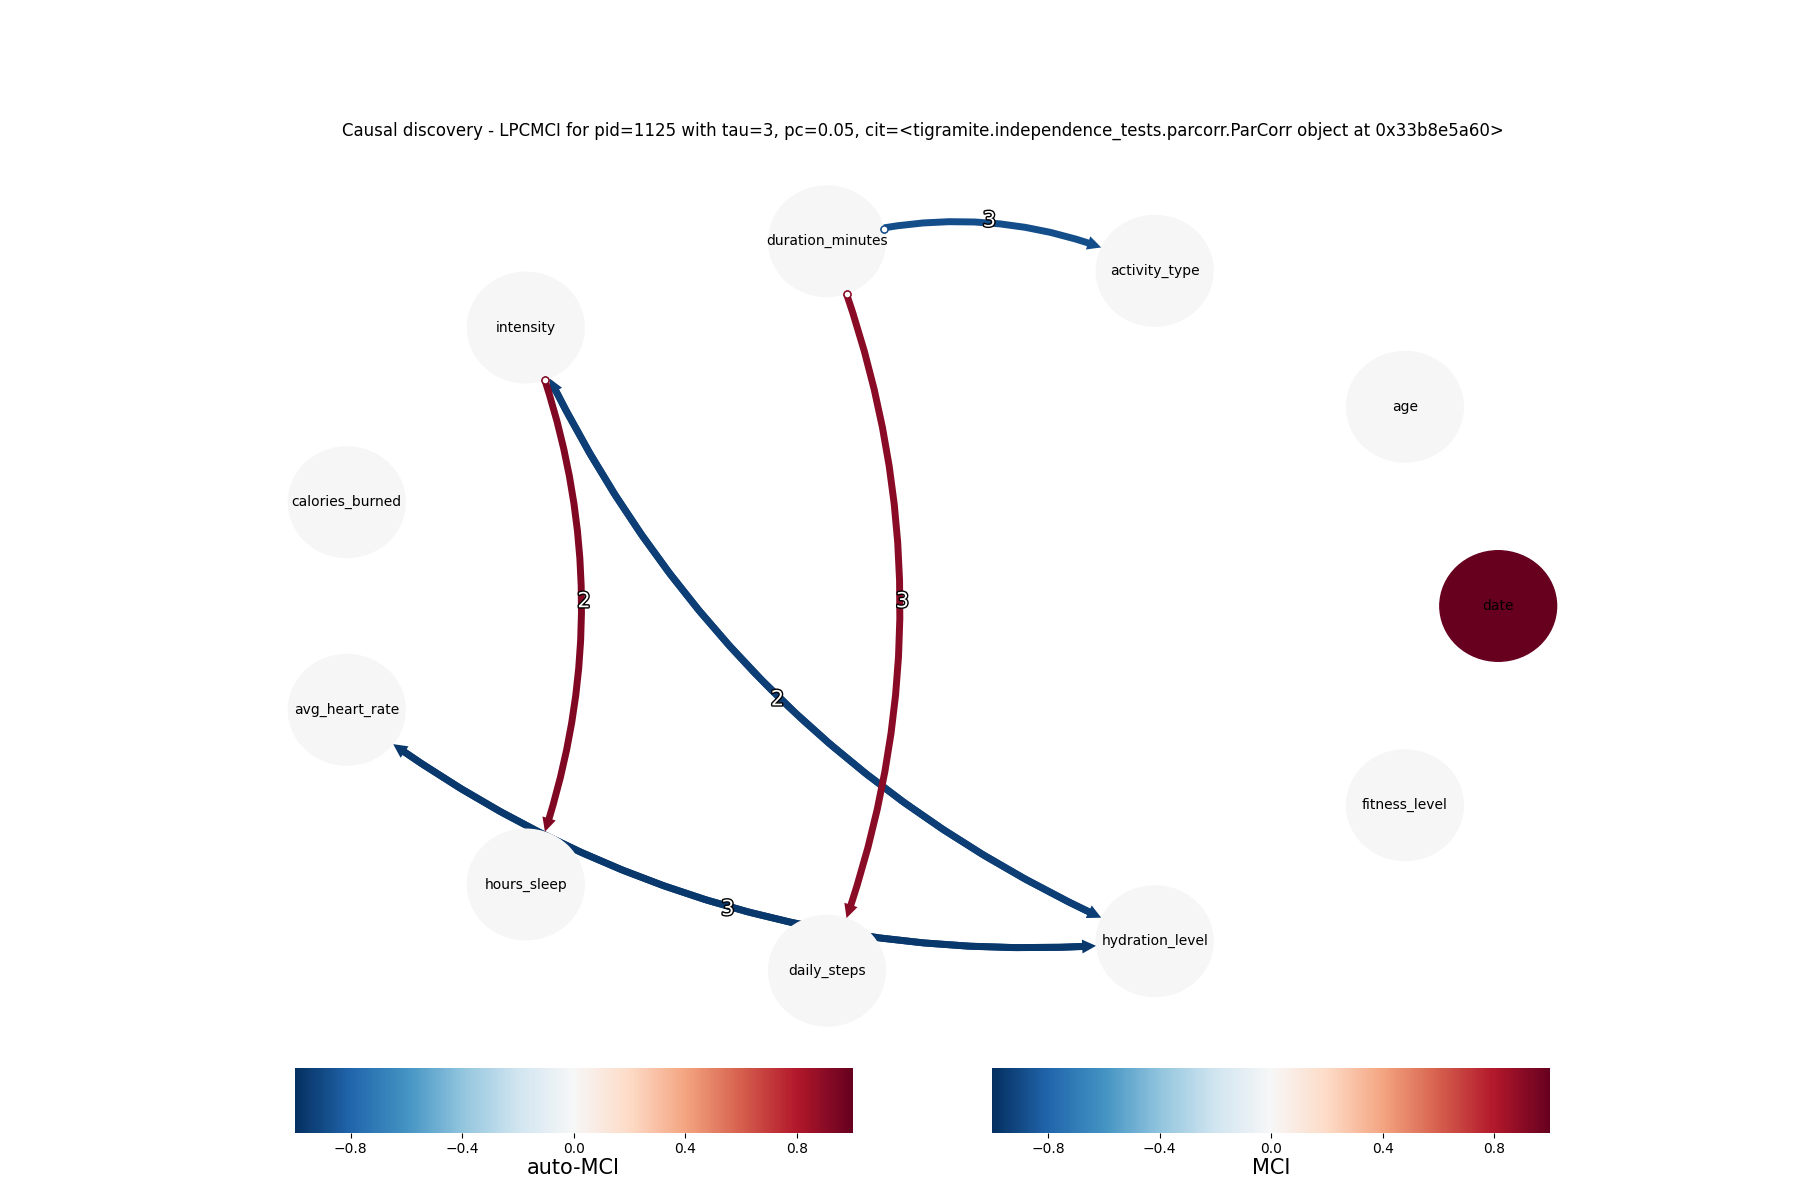 Causal discovery - LPCMCI for pid=1125 with tau=3, pc=0.05, cit=<tigramite.independence_tests.parcorr.ParCorr object at 0x33b8e5a60>
3
duration_minutes
activity_type
intensity
age
calories_burned
2
3
date
2
avg_heart_rate
fitness_level
hours_sleep
3
hydration_level
daily_steps
−0.8 −0.4 0.0 0.4 0.8
auto-MCI
−0.8 −0.4 0.0 0.4 0.8
MCI